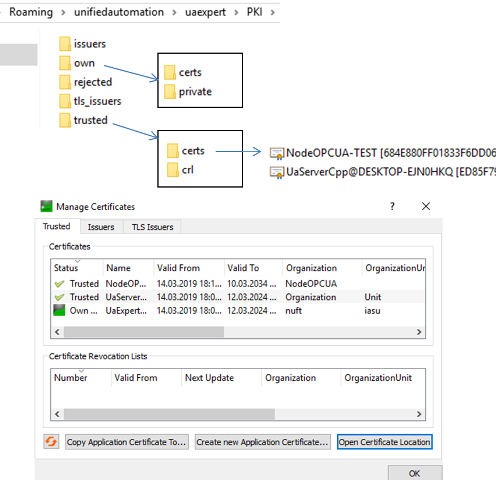 Roaming > unifiedautomation > uaexpert > PKI >
issuers
own
rejected
tls_issuers
trusted
certs
private
certs
crl
NodeOPCUA-TEST [684E880FF01833F6DD06
UaServerCpp@DESKTOP-EJN0HKQ [ED85F79
Manage Certificates ? ×
Trusted Issuers TLS Issuers
Certificates
Status Name Valid From Valid To Organization OrganizationUr
Trusted NodeOP... 14.03.2019 18:1... 10.03.2034 ... NodeOPCUA
Trusted UaServer... 14.03.2019 18:0... 12.03.2024 ... Organization Unit
Own ... UaExpert... 14.03.2019 18:0... 12.03.2024 ... nuft iasu
Certificate Revocation Lists
Number Valid From Next Update Organization OrganizationUnit
Copy Application Certificate To... Create new Application Certificate... Open Certificate Location
OK